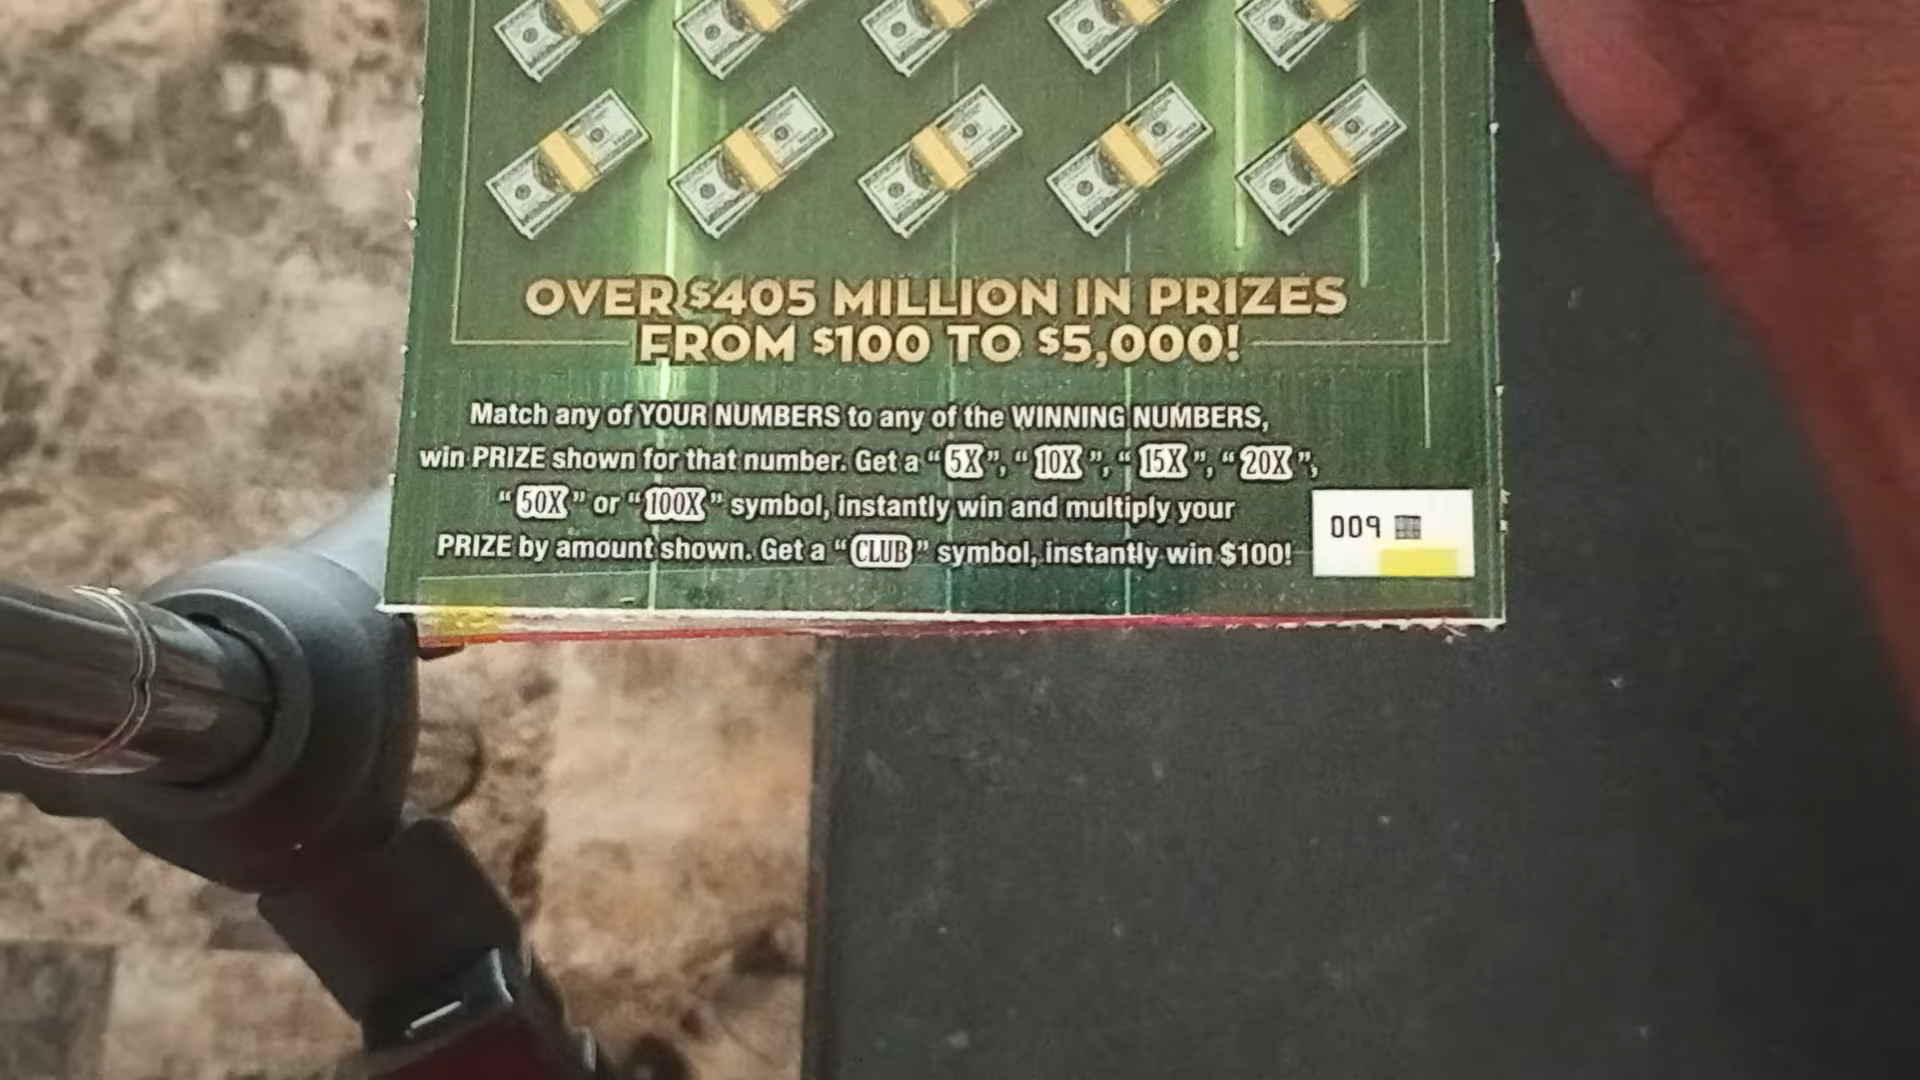 OVER $405 MILLION IN PRIZES
FROM $100 TO $5,000!
Match any of YOUR NUMBERS to any of the WINNING NUMBERS,
win PRIZE shown for that number. Get a “5X”, “10X”, “15X”, “20X”,
“50X” or “100X” symbol, instantly win and multiply your
PRIZE by amount shown. Get a “CLUB” symbol, instantly win $100!
009